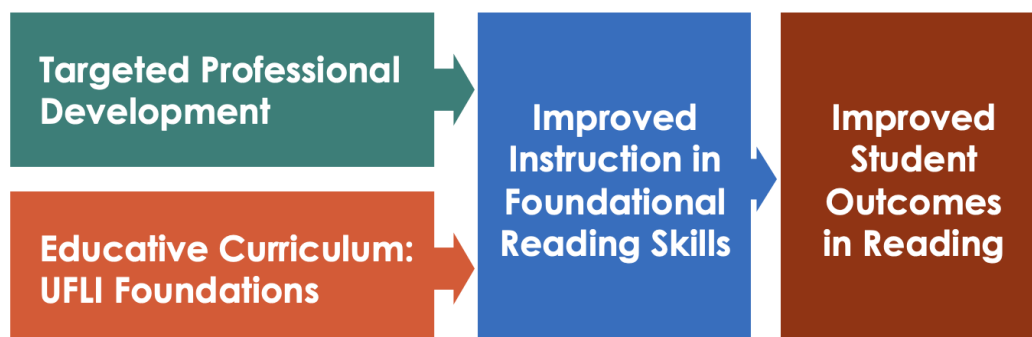 Targeted Professional
Development
Educative Curriculum:
UFLI Foundations
Improved
Instruction in
Foundational
Reading Skills
Improved
Student
Outcomes
in Reading